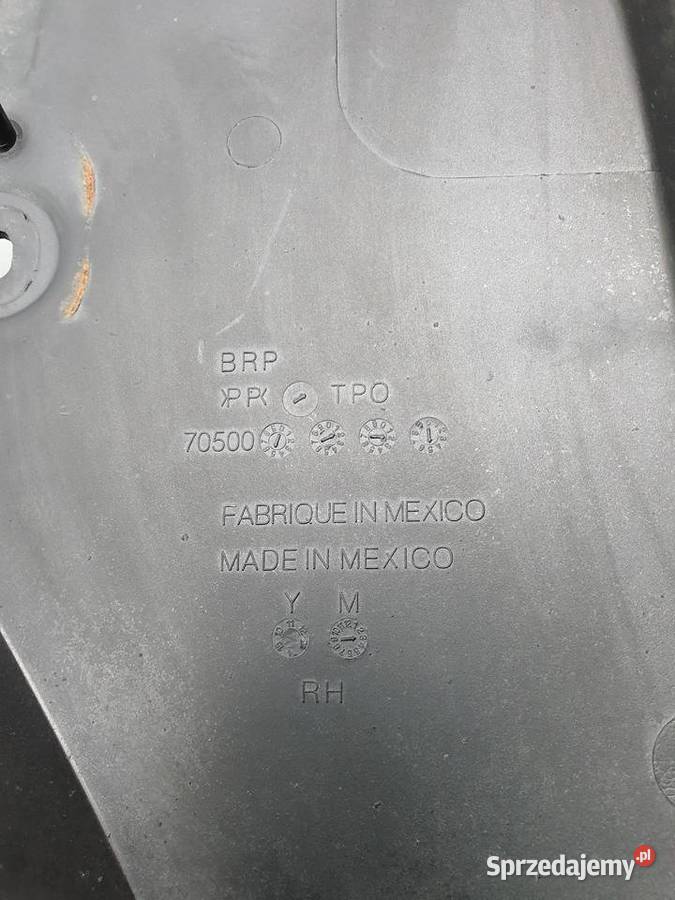 BRP
>PP< TPO
70500
FABRIQUE IN MEXICO
MADE IN MEXICO
Y M
RH
Sprzedajemy.pl